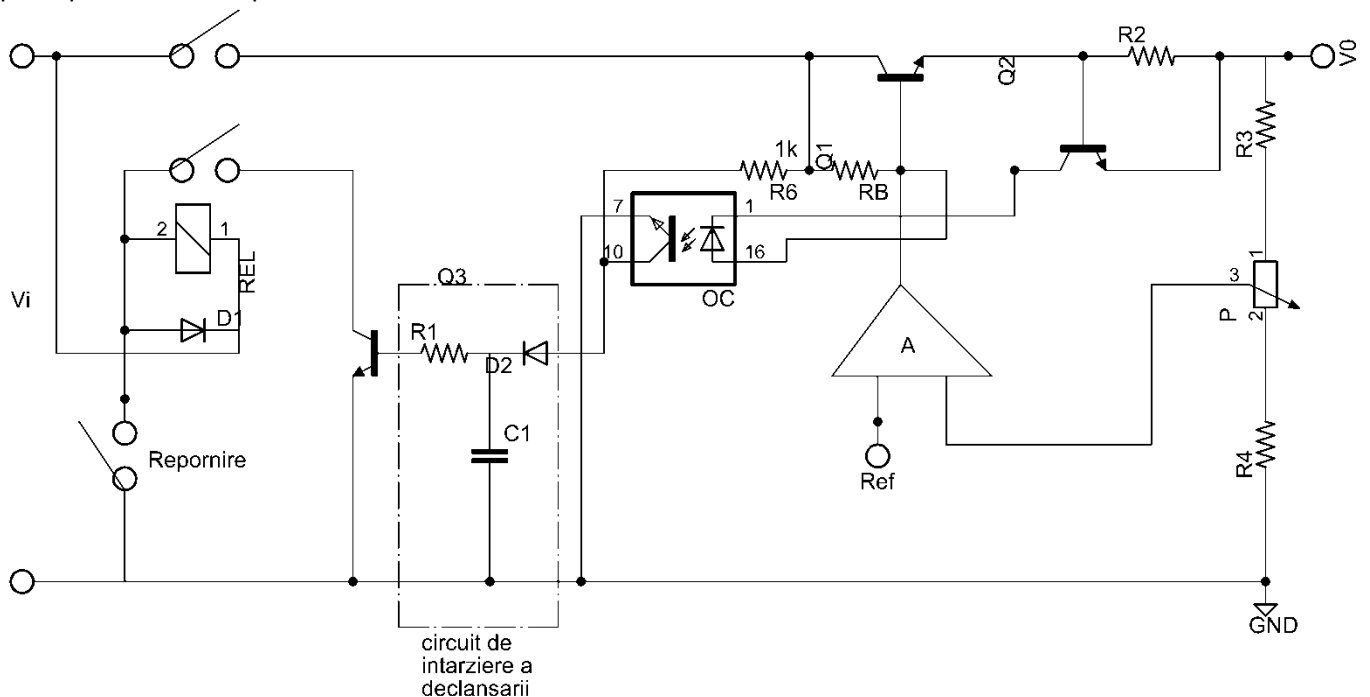 R2
V0
Q2
R3
1k
Q1
R6
RB
7
1
2
1
10
16
REL
OC
1
3
2
P
Q3
Vi
D1
R1
D2
A
C1
Repornire
Ref
R4
GND
circuit de
intarziere a
declansarii